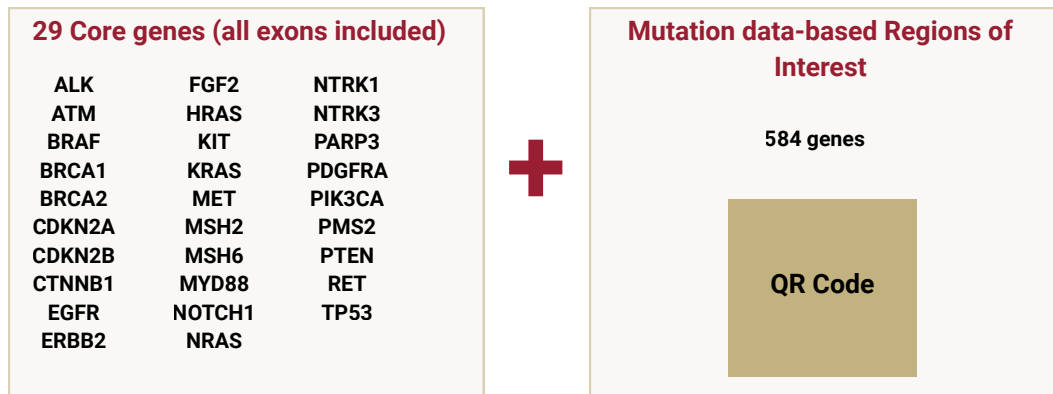 29 Core genes (all exons included)
ALK
ATM
BRAF
BRCA1
BRCA2
CDKN2A
CDKN2B
CTNNB1
EGFR
ERBB2
FGF2
HRAS
KIT
KRAS
MET
MSH2
MSH6
MYD88
NOTCH1
NRAS
NTRK1
NTRK3
PARP3
PDGFRA
PIK3CA
PMS2
PTEN
RET
TP53
Mutation data-based Regions of
Interest
584 genes
QR Code